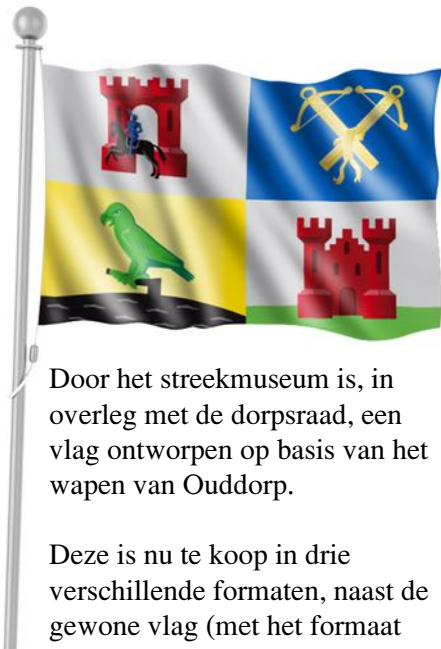 Door het streekmuseum is, in
overleg met de dorpsraad, een
vlag ontworpen op basis van het
wapen van Ouddorp.
Deze is nu te koop in drie
verschillende formaten, naast de
gewone vlag (met het formaat